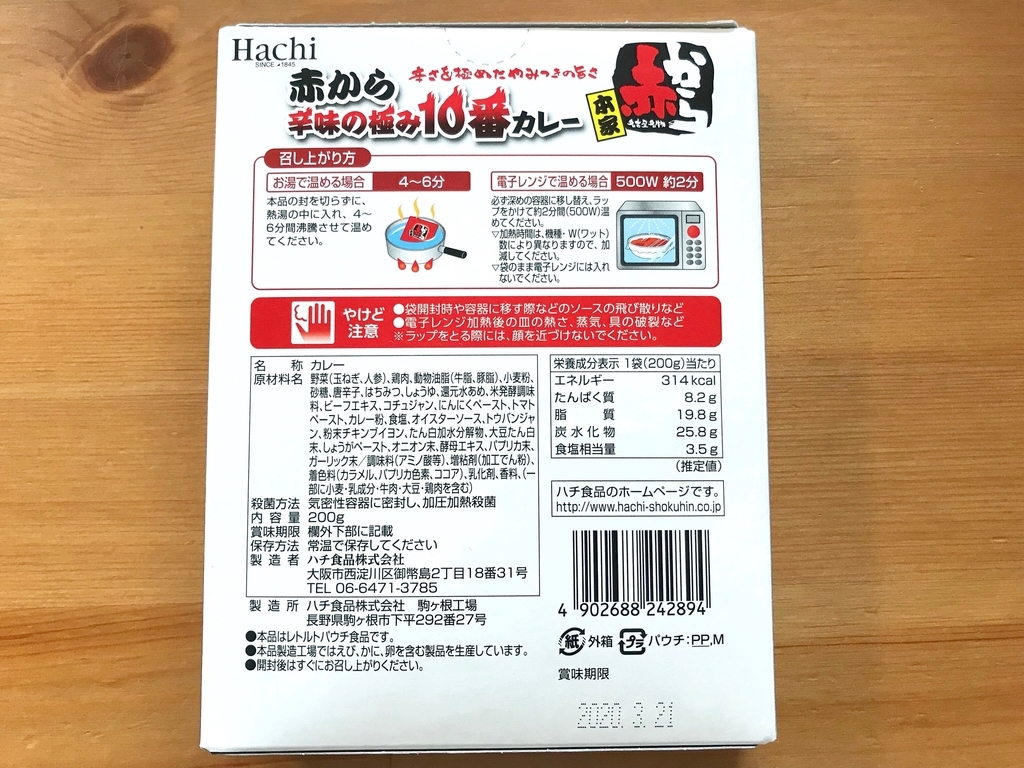 Hachi
SINCE 1845
辛さを極めたやみつきの旨さ
赤から
辛味の極み10番カレー
本家
赤から
名古屋名物
召し上がり方
お湯で温める場合 4〜6分
本品の封を切らずに、
熱湯の中に入れ、4〜
6分間沸騰させて温め
てください。
電子レンジで温める場合 500W 約2分
必ず深めの容器に移し替え、ラッ
プをかけて約2分間(500W)温
めてください。
▽加熱時間は、機種・W(ワット)
数により異なりますので、加
減してください。
▽袋のまま電子レンジには入れ
ないでください。
やけど
注意
●袋開封時や容器に移す際などのソースの飛び散りなど
●電子レンジ加熱後の皿の熱さ、蒸気、具の破裂など
※ラップをとる際には、顔を近づけないでください。
名称 カレー
原材料名 野菜(玉ねぎ、人参)、鶏肉、動物油脂(牛脂、豚脂)、小麦粉、
砂糖、唐辛子、はちみつ、しょうゆ、還元水あめ、米発酵調味
料、ビーフエキス、コチュジャン、にんにくペースト、トマト
ペースト、カレー粉、食塩、オイスターソース、トウバンジャ
ン、粉末チキンブイヨン、たん白加水分解物、大豆たん白
末、しょうがペースト、オニオン末、酵母エキス、パプリカ末、
ガーリック末/調味料(アミノ酸等)、増粘剤(加工でん粉)、
着色料(カラメル、パプリカ色素、ココア)、乳化剤、香料、(一
部に小麦・乳成分・牛肉・大豆・鶏肉を含む)
殺菌方法 気密性容器に密封し、加圧加熱殺菌
内容量 200g
賞味期限 欄外下部に記載
保存方法 常温で保存してください
製造者 ハチ食品株式会社
大阪市西淀川区御幣島2丁目18番31号
TEL 06-6471-3785
製造所 ハチ食品株式会社 駒ヶ根工場
長野県駒ヶ根市下平292番27号
●本品はレトルトパウチ食品です。
●本品製造工場ではえび、かに、卵を含む製品を生産しています。
●開封後はすぐにお召し上がりください。
栄養成分表示 1袋(200g)当たり
エネルギー 314kcal
たんぱく質 8.2g
脂質 19.8g
炭水化物 25.8g
食塩相当量 3.5g
(推定値)
ハチ食品のホームページです。
http://www.hachi-shokuhin.co.jp
4 902688 242894
紙 外箱 プラ パウチ:PP,M
賞味期限
2020.3.21